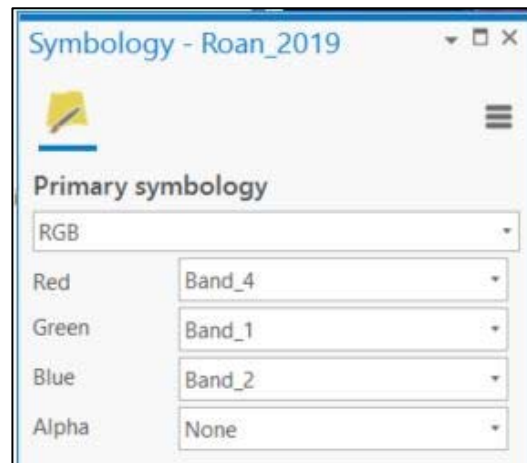 Symbology - Roan_2019
Primary symbology
RGB
Red Band_4
Green Band_1
Blue Band_2
Alpha None